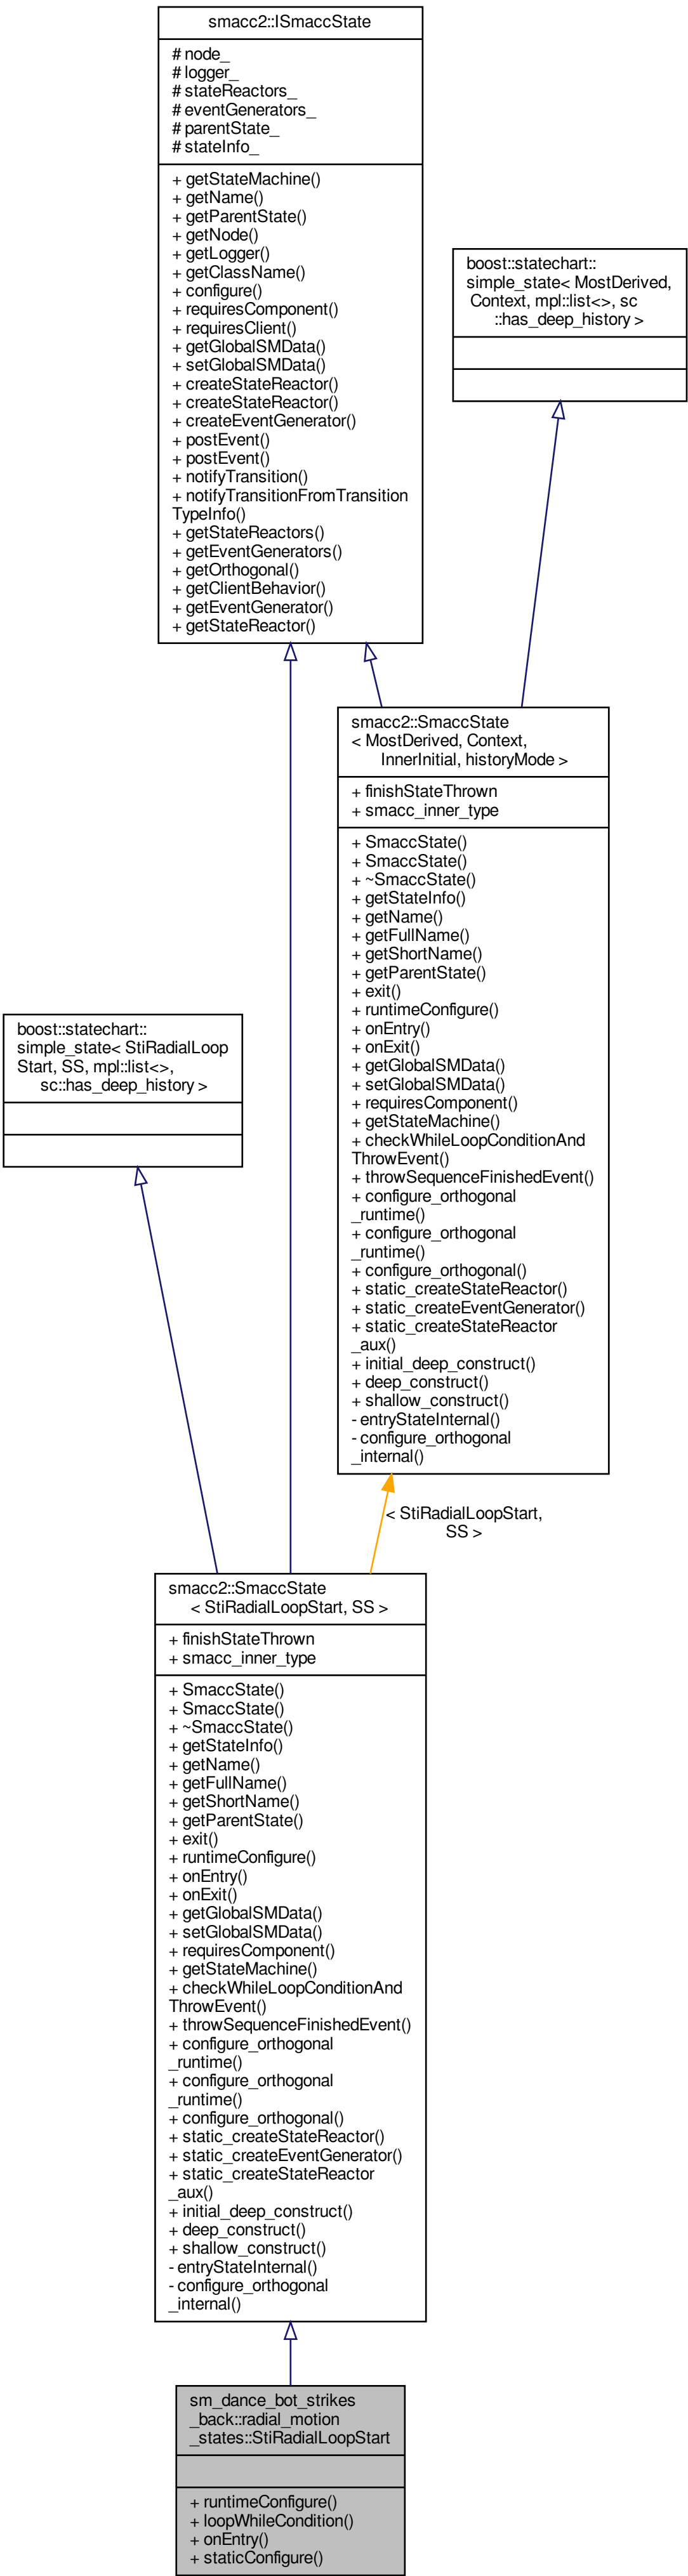 smacc2::ISmaccState
# node_
# logger_
# stateReactors_
# eventGenerators_
# parentState_
# stateInfo_
+ getStateMachine()
+ getName()
+ getParentState()
+ getNode()
+ getLogger()
+ getClassName()
+ configure()
+ requiresComponent()
+ requiresClient()
+ getGlobalSMData()
+ setGlobalSMData()
+ createStateReactor()
+ createStateReactor()
+ createEventGenerator()
+ postEvent()
+ postEvent()
+ notifyTransition()
+ notifyTransitionFromTransition
TypeInfo()
+ getStateReactors()
+ getEventGenerators()
+ getOrthogonal()
+ getClientBehavior()
+ getEventGenerator()
+ getStateReactor()
boost::statechart::
simple_state< MostDerived,
Context, mpl::list<>, sc
::has_deep_history >
smacc2::SmaccState
< MostDerived, Context,
InnerInitial, historyMode >
+ finishStateThrown
+ smacc_inner_type
+ SmaccState()
+ SmaccState()
+ ~SmaccState()
+ getStateInfo()
+ getName()
+ getFullName()
+ getShortName()
+ getParentState()
+ exit()
+ runtimeConfigure()
+ onEntry()
+ onExit()
+ getGlobalSMData()
+ setGlobalSMData()
+ requiresComponent()
+ getStateMachine()
+ checkWhileLoopConditionAnd
ThrowEvent()
+ throwSequenceFinishedEvent()
+ configure_orthogonal
_runtime()
+ configure_orthogonal
_runtime()
+ configure_orthogonal()
+ static_createStateReactor()
+ static_createEventGenerator()
+ static_createStateReactor
_aux()
+ initial_deep_construct()
+ deep_construct()
+ shallow_construct()
- entryStateInternal()
- configure_orthogonal
_internal()
boost::statechart::
simple_state< StiRadialLoop
Start, SS, mpl::list<>,
sc::has_deep_history >
< StiRadialLoopStart,
SS >
smacc2::SmaccState
< StiRadialLoopStart, SS >
+ finishStateThrown
+ smacc_inner_type
+ SmaccState()
+ SmaccState()
+ ~SmaccState()
+ getStateInfo()
+ getName()
+ getFullName()
+ getShortName()
+ getParentState()
+ exit()
+ runtimeConfigure()
+ onEntry()
+ onExit()
+ getGlobalSMData()
+ setGlobalSMData()
+ requiresComponent()
+ getStateMachine()
+ checkWhileLoopConditionAnd
ThrowEvent()
+ throwSequenceFinishedEvent()
+ configure_orthogonal
_runtime()
+ configure_orthogonal
_runtime()
+ configure_orthogonal()
+ static_createStateReactor()
+ static_createEventGenerator()
+ static_createStateReactor
_aux()
+ initial_deep_construct()
+ deep_construct()
+ shallow_construct()
- entryStateInternal()
- configure_orthogonal
_internal()
sm_dance_bot_strikes
_back::radial_motion
_states::StiRadialLoopStart
+ runtimeConfigure()
+ loopWhileCondition()
+ onEntry()
+ staticConfigure()